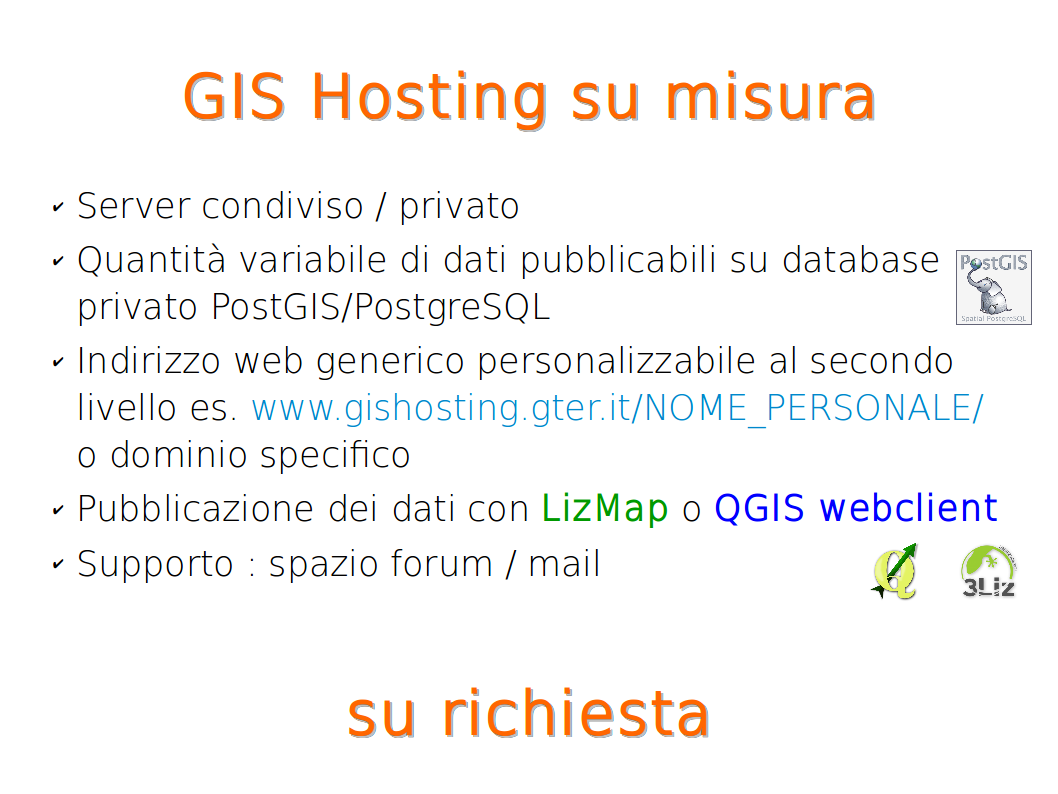 GIS Hosting su misura
✔ Server condiviso / privato
✔ Quantità variabile di dati pubblicabili su database
privato PostGIS/PostgreSQL
PostGIS
Spatial PostgreSQL
✔ Indirizzo web generico personalizzabile al secondo
livello es. www.gishosting.gter.it/NOME_PERSONALE/
o dominio specifico
✔ Pubblicazione dei dati con LizMap o QGIS webclient
✔ Supporto : spazio forum / mail
Q
3Liz
su richiesta